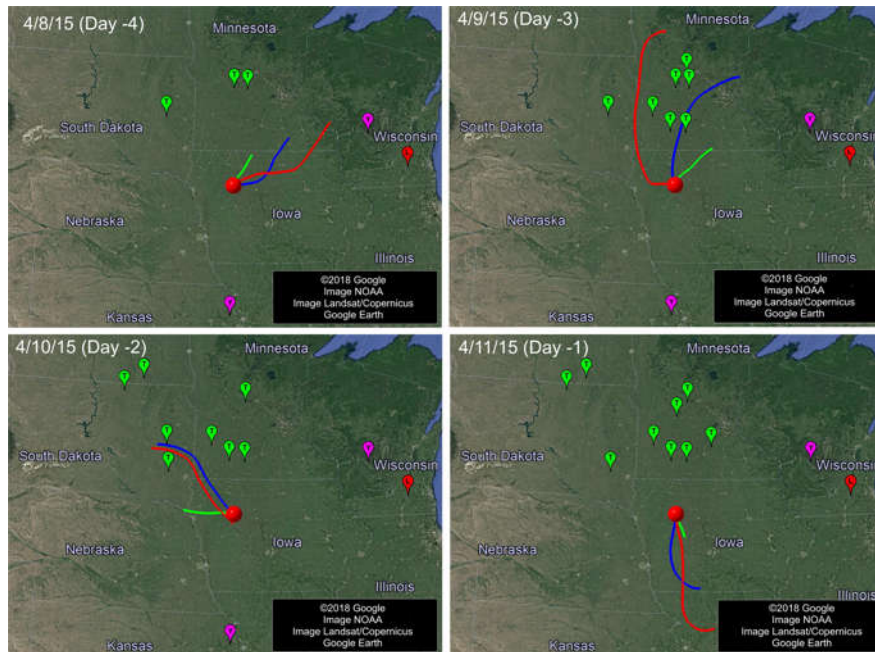 4/8/15 (Day -4)
Minnesota
T T
T
South Dakota
Wisconsin
Nebraska
Iowa
Illinois
Kansas
©2018 Google
Image NOAA
Image Landsat/Copernicus
Google Earth
4/9/15 (Day -3)
Minnesota
T
T T
T T
T T
South Dakota
Wisconsin
Nebraska
Iowa
Illinois
Kansas
©2018 Google
Image NOAA
Image Landsat/Copernicus
Google Earth
4/10/15 (Day -2)
Minnesota
T T
T
T T
T T
T
South Dakota
Wisconsin
Nebraska
Iowa
Illinois
Kansas
©2018 Google
Image NOAA
Image Landsat/Copernicus
Google Earth
4/11/15 (Day -1)
Minnesota
T T
T
T
T T
T T
T
South Dakota
Wisconsin
Nebraska
Iowa
Illinois
Kansas
©2018 Google
Image NOAA
Image Landsat/Copernicus
Google Earth